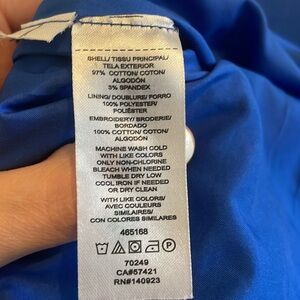 SHELL/ TISSU PRINCIPAL/
TELA EXTERIOR
97% COTTON/ COTON/
ALGODÓN
3% SPANDEX
LINING/ DOUBLURE/ FORRO
100% POLYESTER/
POLIÉSTER
EMBROIDERY/ BRODERIE/
BORDADO
100% COTTON/ COTON/
ALGODÓN
MACHINE WASH COLD
WITH LIKE COLORS
ONLY NON-CHLORINE
BLEACH WHEN NEEDED
TUMBLE DRY LOW
COOL IRON IF NEEDED
OR DRY CLEAN
WITH LIKE COLORS/
AVEC COULEURS
SIMILAIRES/
CON COLORES SIMILARES
465168
P
70249
CA#57421
RN#140923